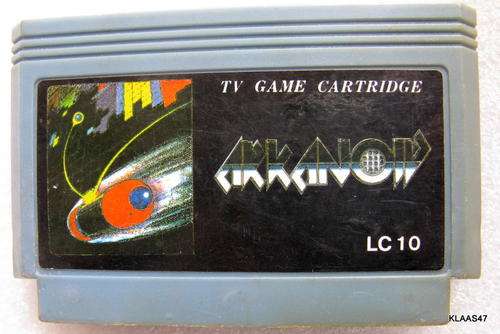 TV GAME CARTRIDGE
ARKANOID
LC 10
KLAAS47